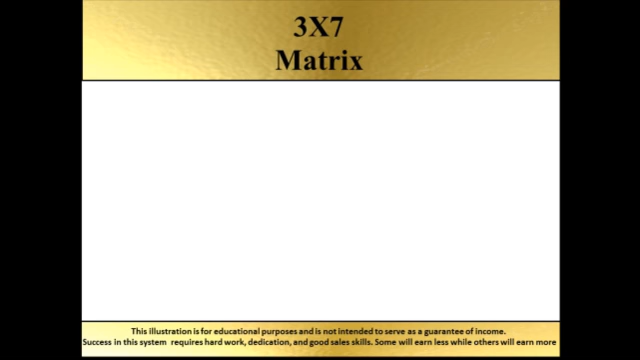 3X7
Matrix
This illustration is for educational purposes and is not intended to serve as a guarantee of income.
Success in this system requires hard work, dedication, and good sales skills. Some will earn less while others will earn more